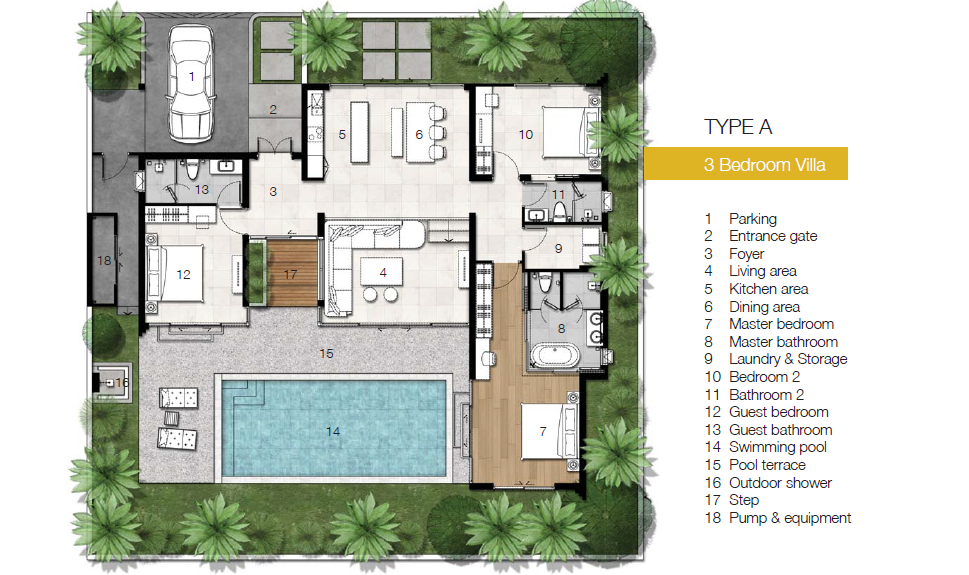 TYPE A
3 Bedroom Villa
1 Parking
2 Entrance gate
3 Foyer
4 Living area
5 Kitchen area
6 Dining area
7 Master bedroom
8 Master bathroom
9 Laundry & Storage
10 Bedroom 2
11 Bathroom 2
12 Guest bedroom
13 Guest bathroom
14 Swimming pool
15 Pool terrace
16 Outdoor shower
17 Step
18 Pump & equipment
1
2
5
6
10
13
3
11
9
18
12
17
4
8
15
16
14
7